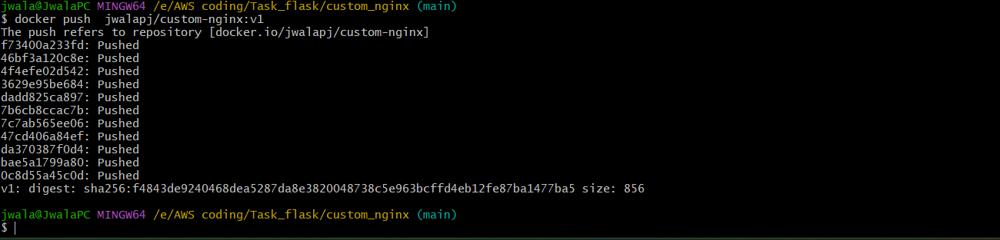 jwala@JwalaPC MINGW64 /e/AWS coding/Task_flask/custom_nginx (main)
$ docker push  jwalapj/custom-nginx:v1
The push refers to repository [docker.io/jwalapj/custom-nginx]
f73400a233fd: Pushed
46bf3a120c8e: Pushed
4f4efe02d542: Pushed
3629e95be684: Pushed
dadd825ca897: Pushed
7b6cb8ccac7b: Pushed
7c7ab565ee06: Pushed
47cd406a84ef: Pushed
da370387f0d4: Pushed
bae5a1799a80: Pushed
0c8d55a45c0d: Pushed
v1: digest: sha256:f4843de9240468dea5287da8e3820048738c5e963bcffd4eb12fe87ba1477ba5 size: 856
jwala@JwalaPC MINGW64 /e/AWS coding/Task_flask/custom_nginx (main)
$